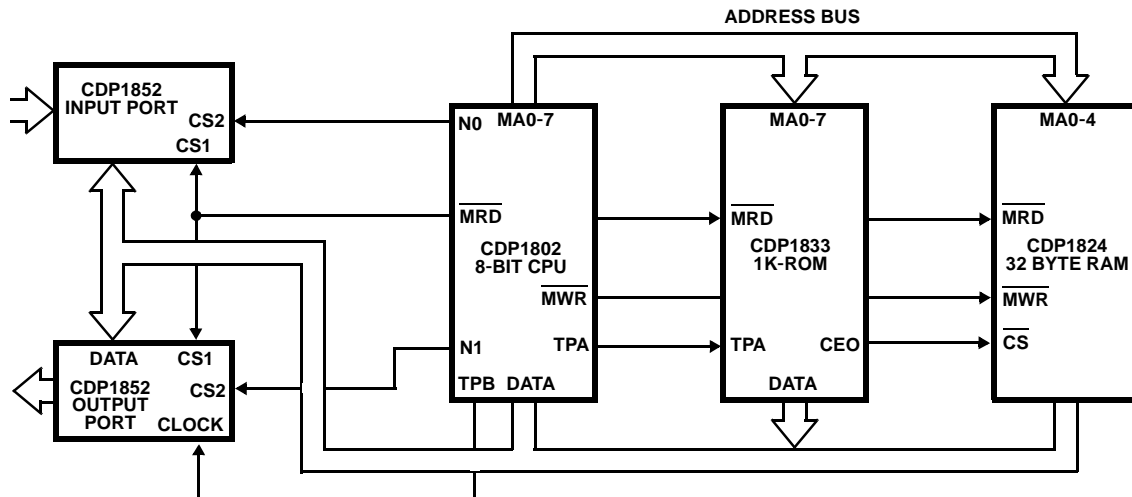 ADDRESS BUS
CDP1852
INPUT PORT
CS2
CS1
N0
MA0-7
MRD
CDP1802
8-BIT CPU
MWR
N1
TPA
TPB
DATA
MA0-7
MRD
CDP1833
1K-ROM
TPA
CEO
DATA
MA0-4
MRD
CDP1824
32 BYTE RAM
MWR
CS
DATA
CS1
CDP1852
OUTPUT
PORT
CS2
CLOCK